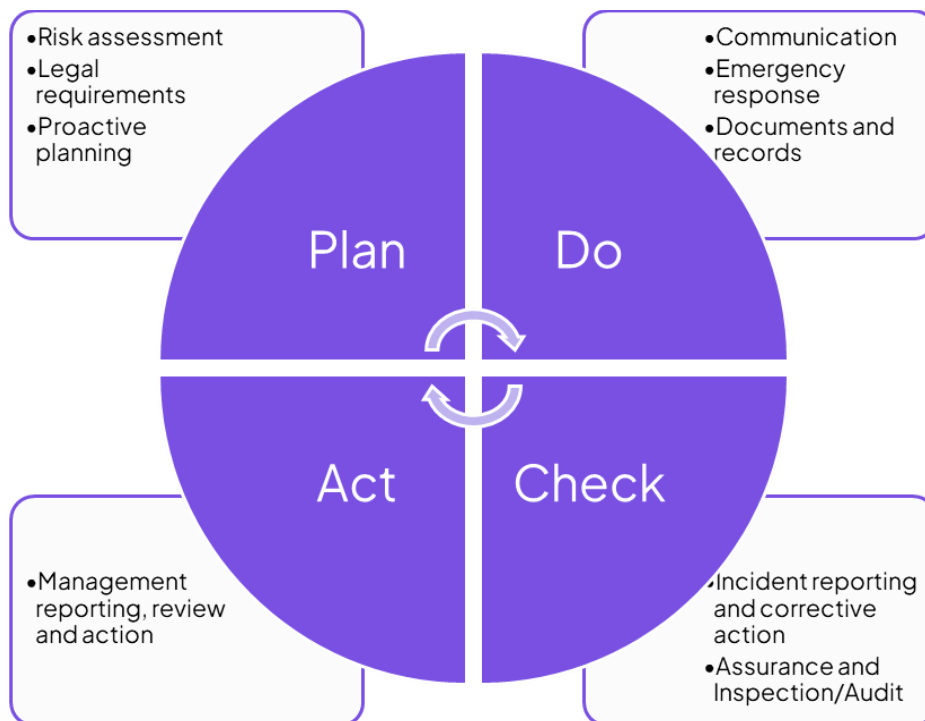 •Risk assessment
•Legal
requirements
•Proactive
planning
•Communication
•Emergency
response
•Documents and
records
Plan
Do
Act
Check
•Management
reporting, review
and action
•Incident reporting
and corrective
action
•Assurance and
Inspection/Audit